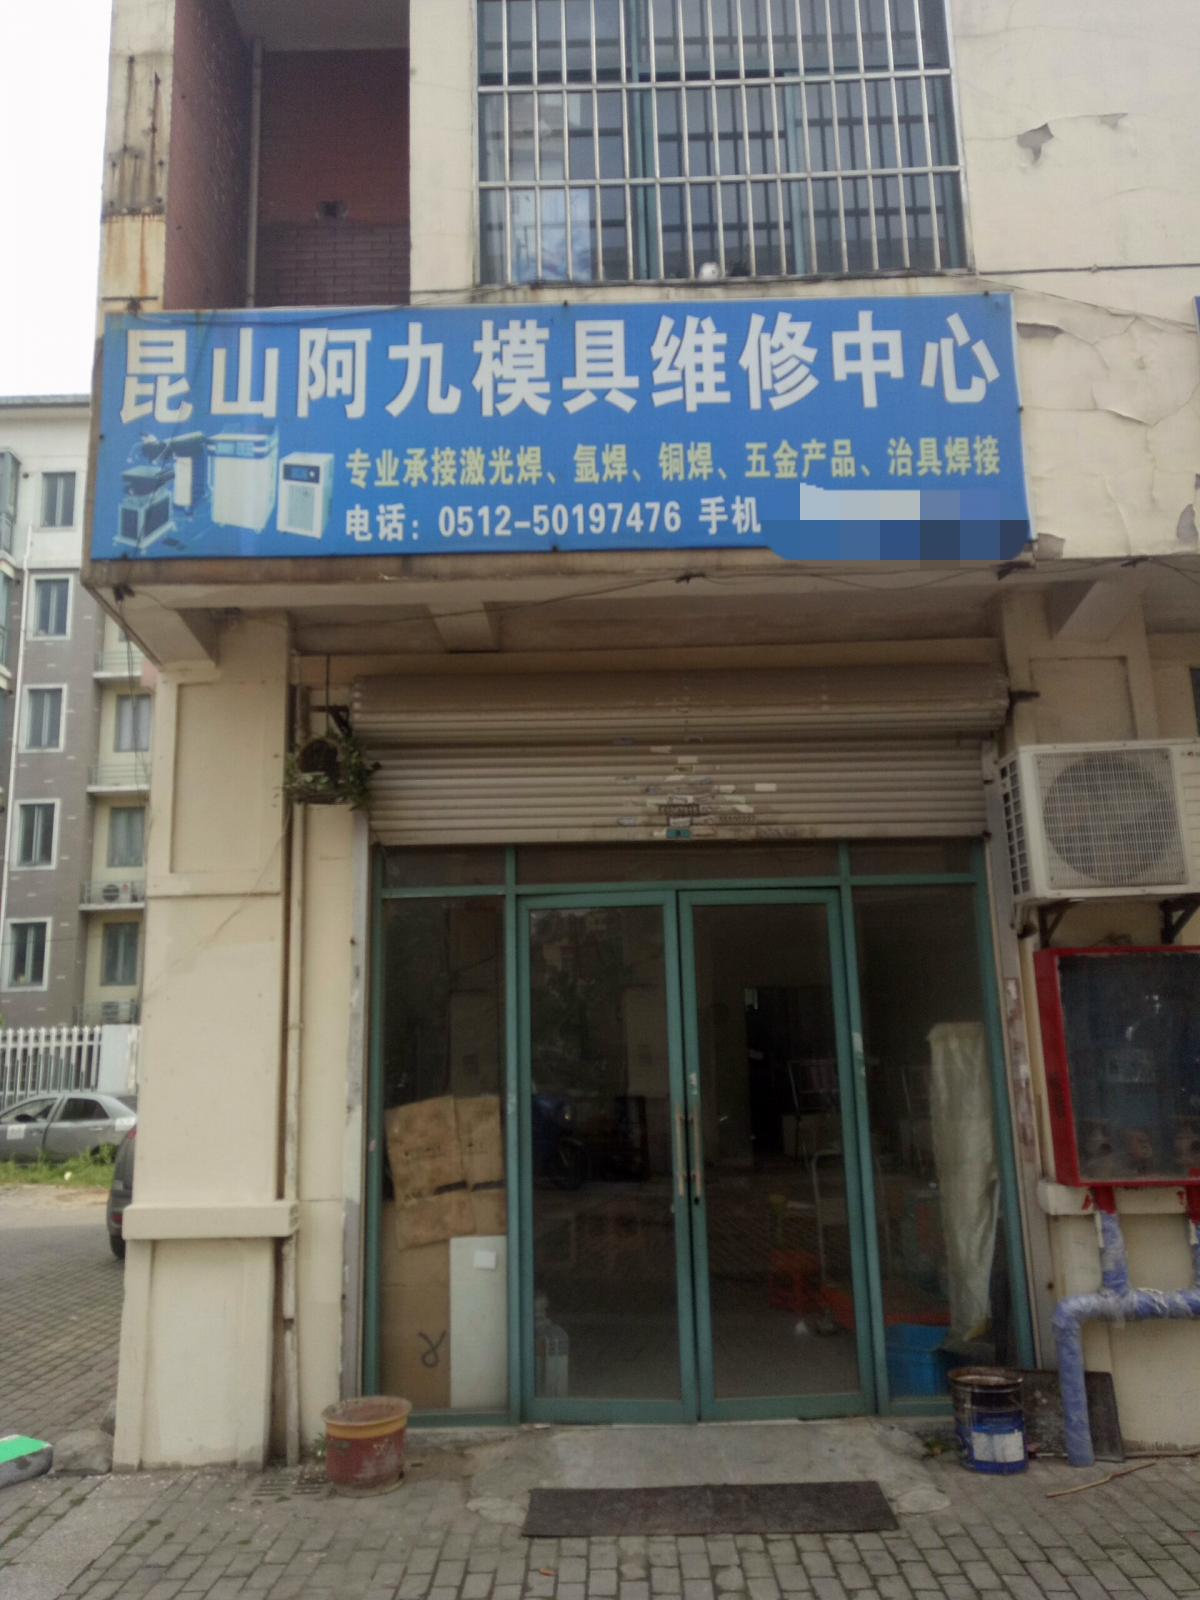 昆山阿九模具维修中心
专业承接激光焊、氩焊、铜焊、五金产品、治具焊接
电话：0512-50197476 手机